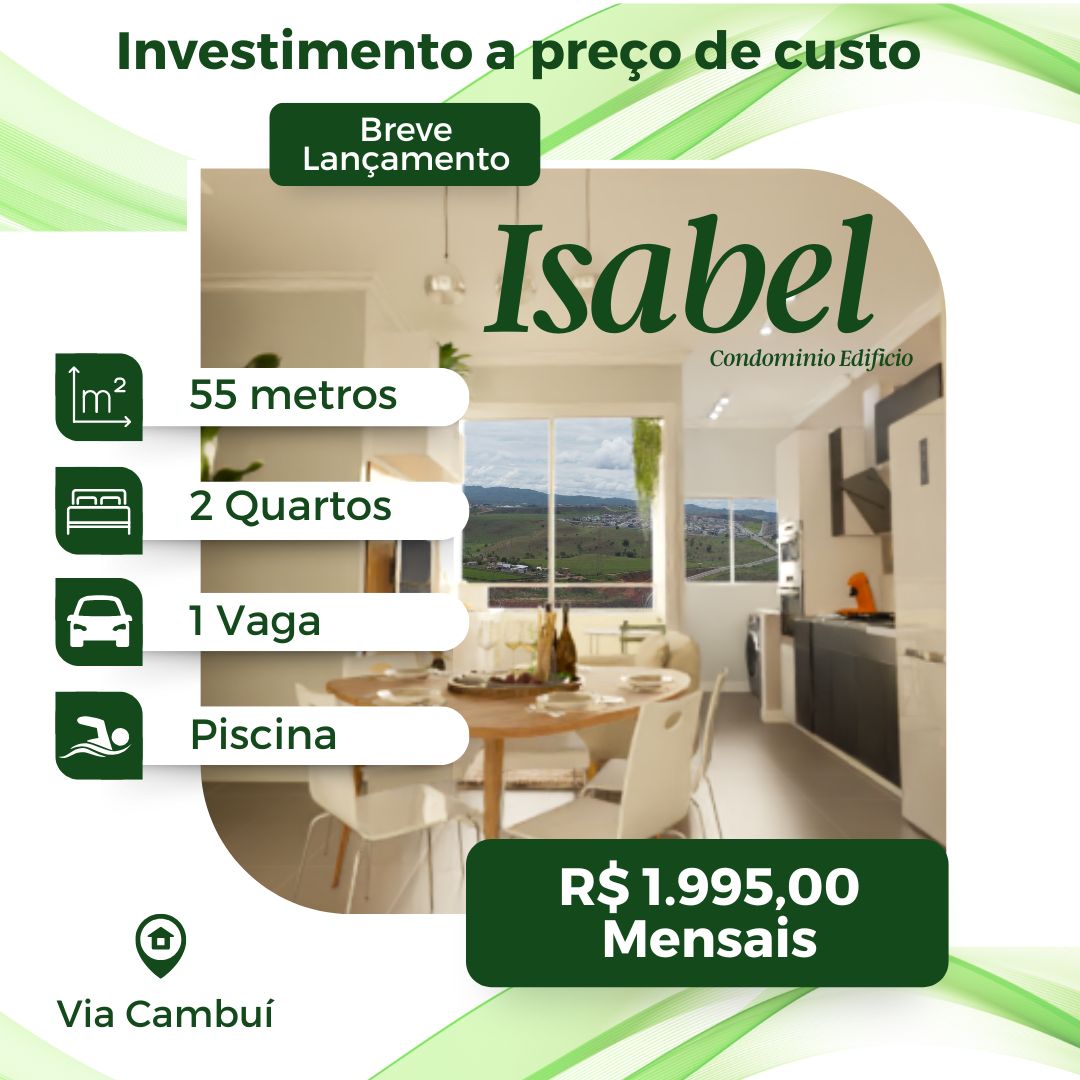 Investimento a preço de custo
Breve
Lançamento
Isabel
Condominio Edificio
m²
55 metros
2 Quartos
1 Vaga
Piscina
R$ 1.995,00
Mensais
Via Cambuí